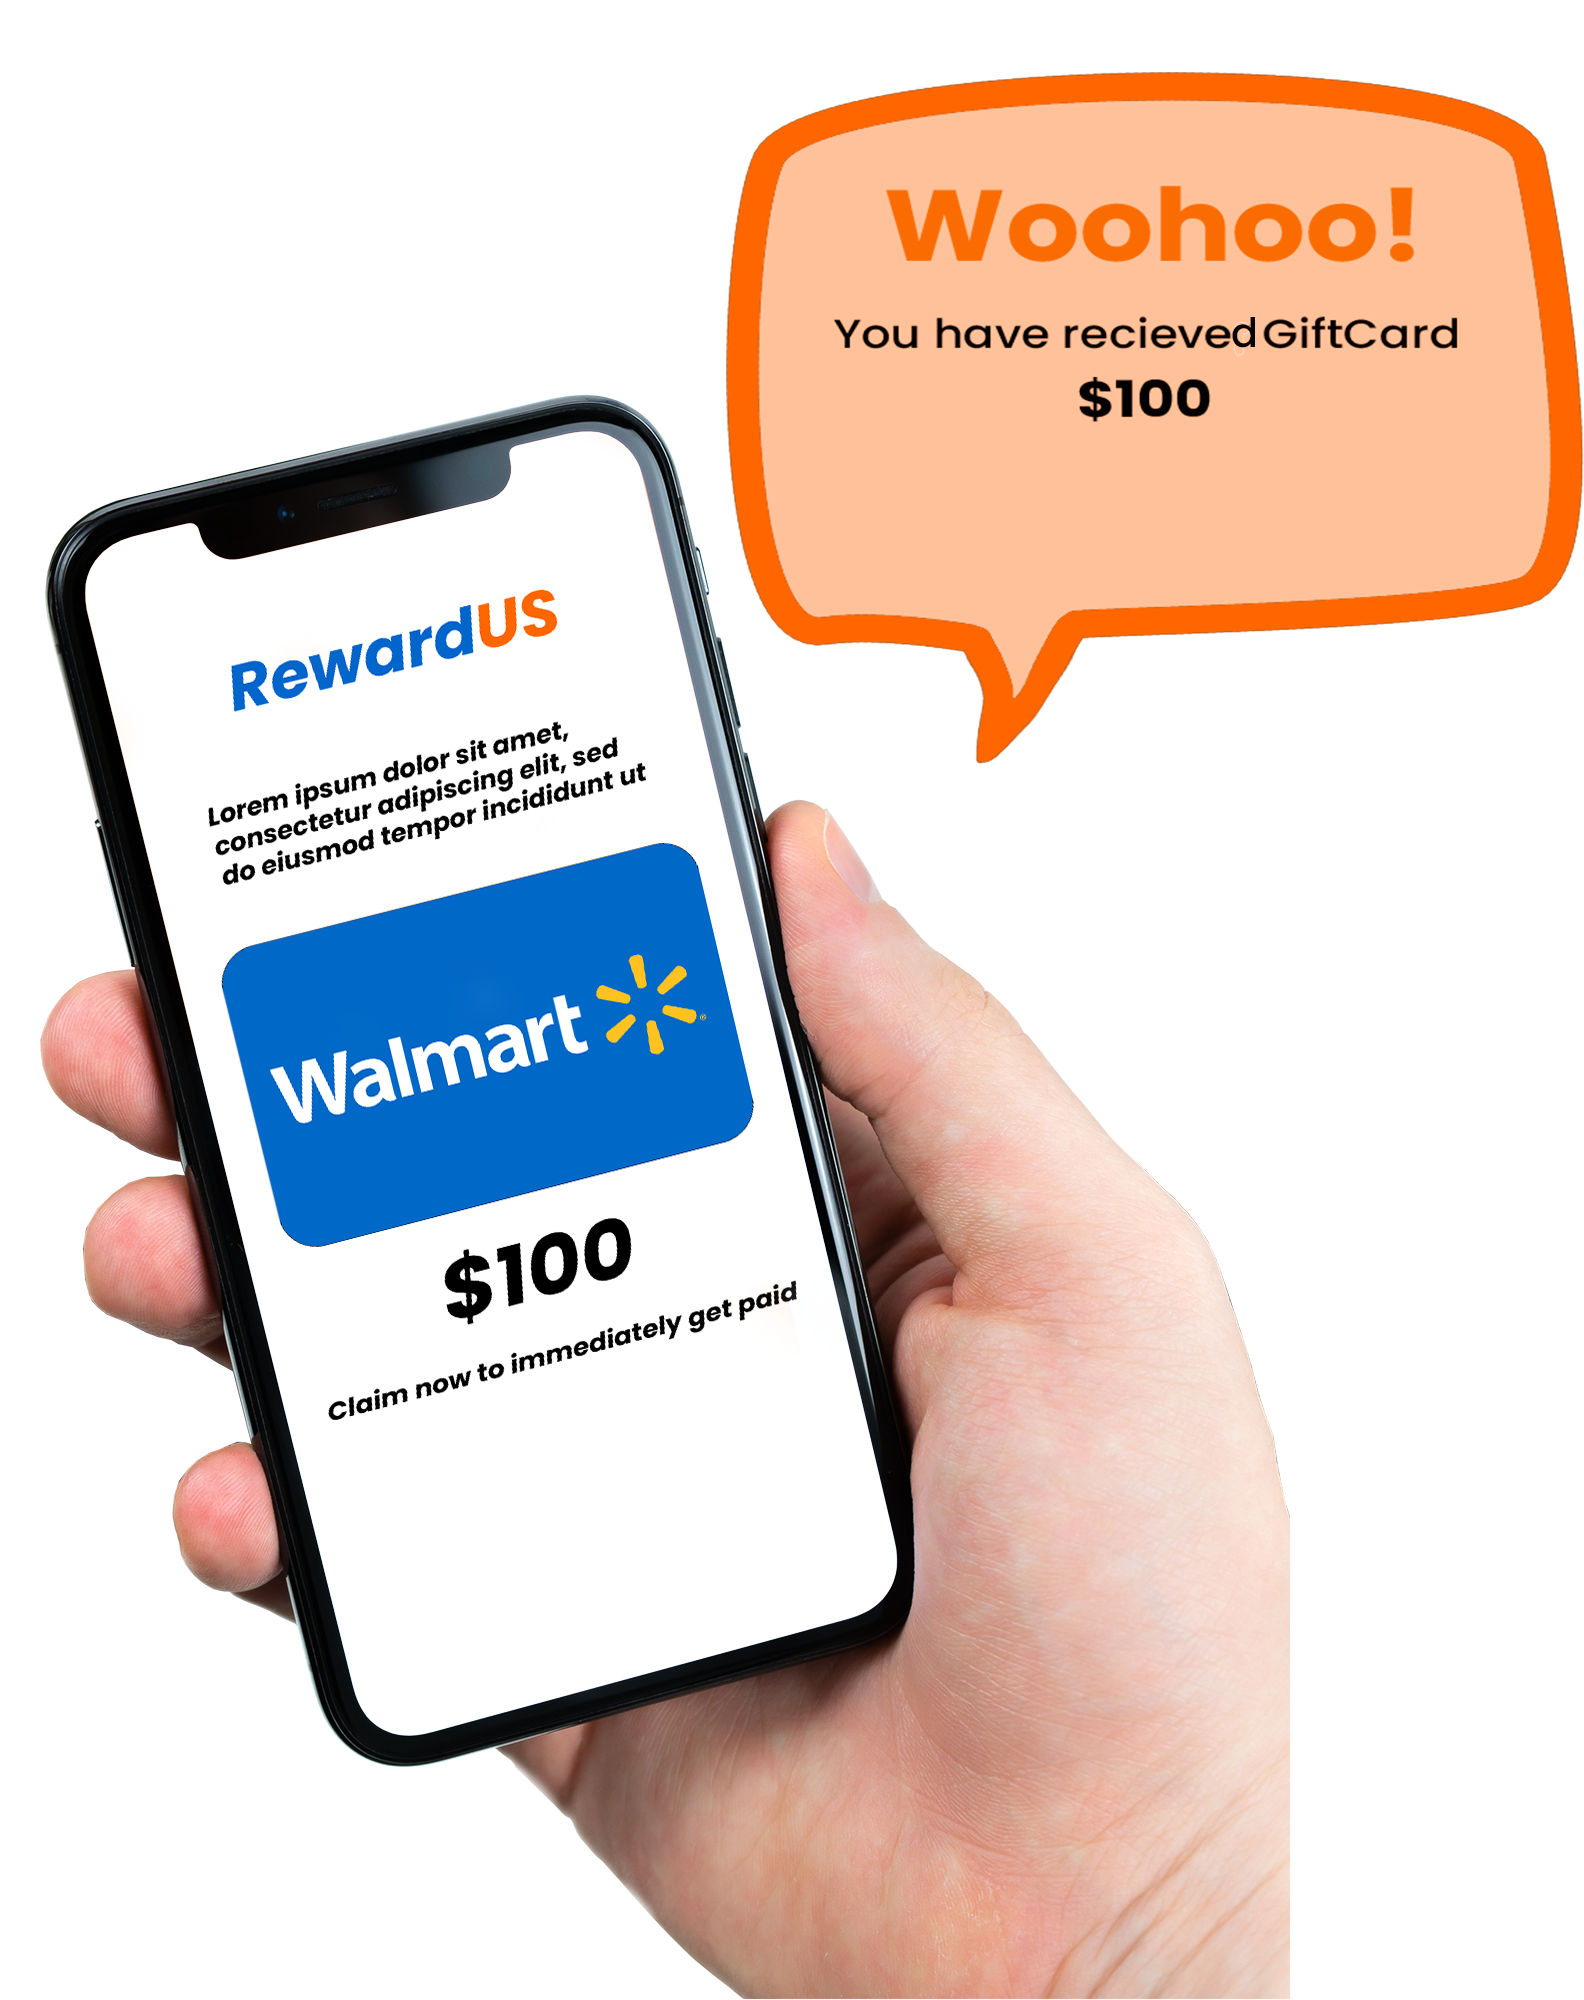 Woohoo!
You have recieved GiftCard
$100
RewardUS
Lorem ipsum dolor sit amet,
consectetur adipiscing elit, sed
do eiusmod tempor incididunt ut
Walmart
$100
Claim now to immediately get paid